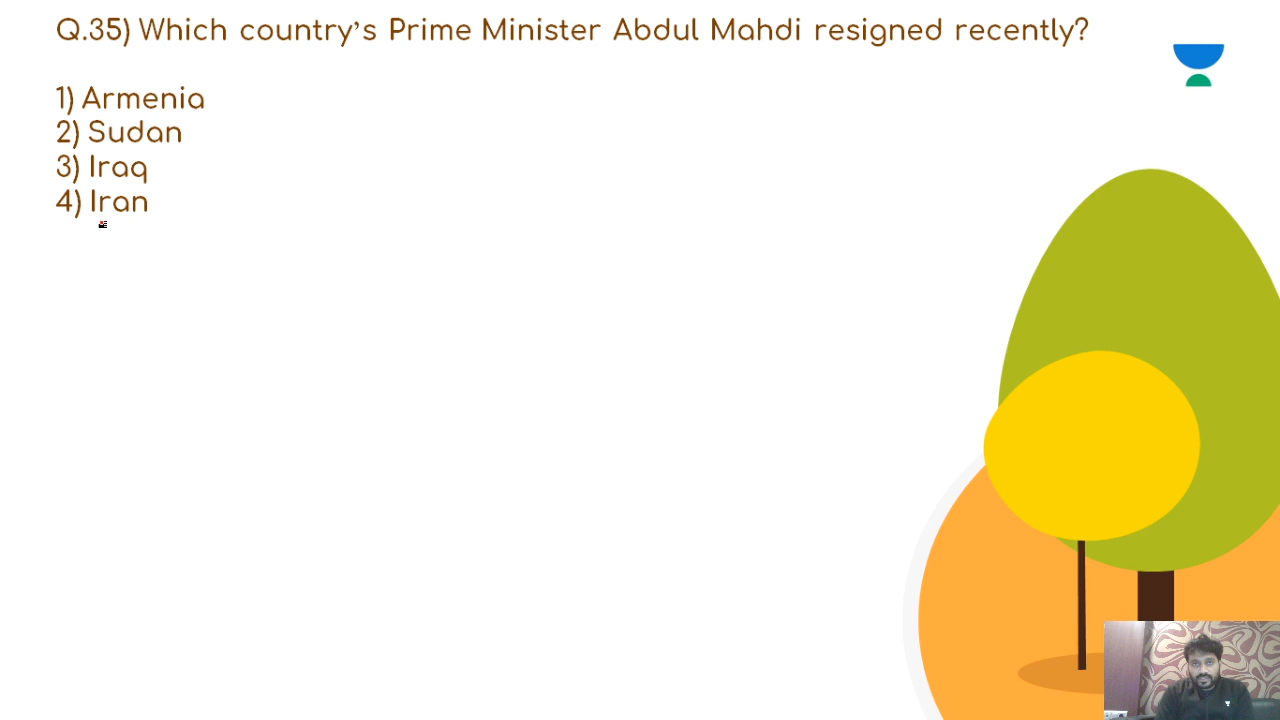 Q.35) Which country’s Prime Minister Abdul Mahdi resigned recently?
1) Armenia
2) Sudan
3) Iraq
4) Iran